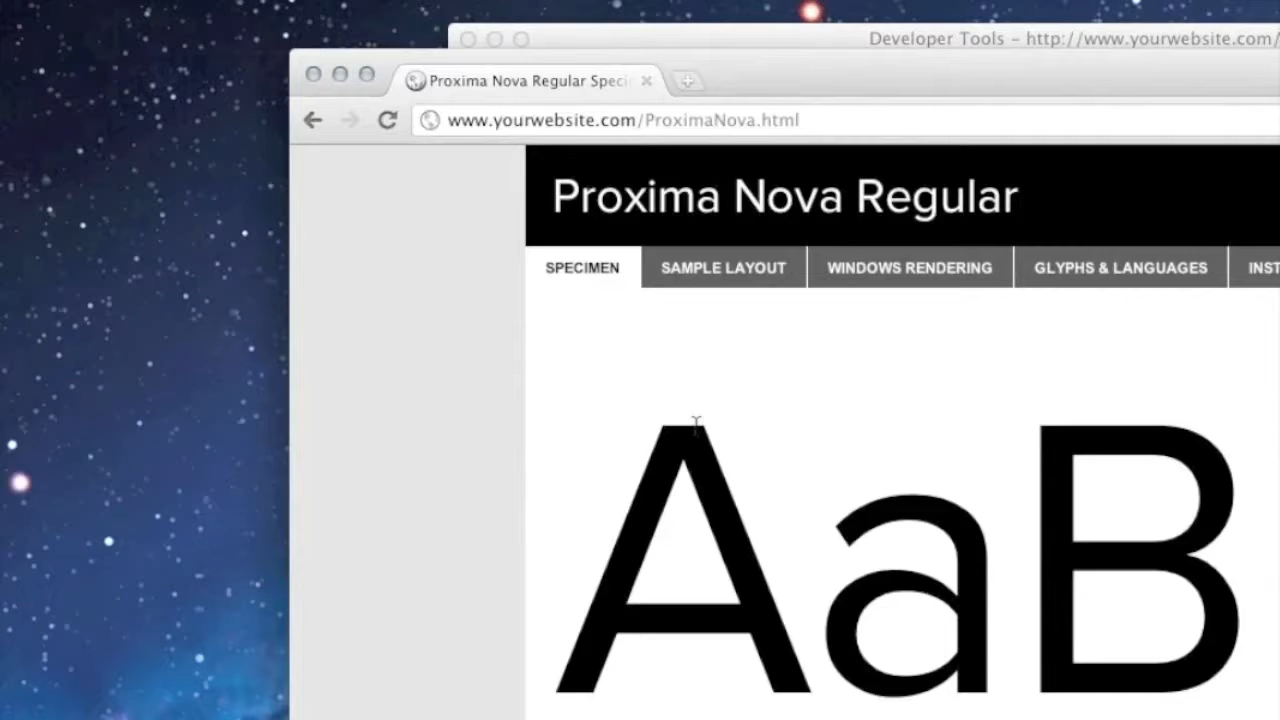 Developer Tools - http://www.yourwebsite.com/
Proxima Nova Regular Speci
www.yourwebsite.com/ProximaNova.html
Proxima Nova Regular
SPECIMEN SAMPLE LAYOUT WINDOWS RENDERING GLYPHS & LANGUAGES INST
AaB